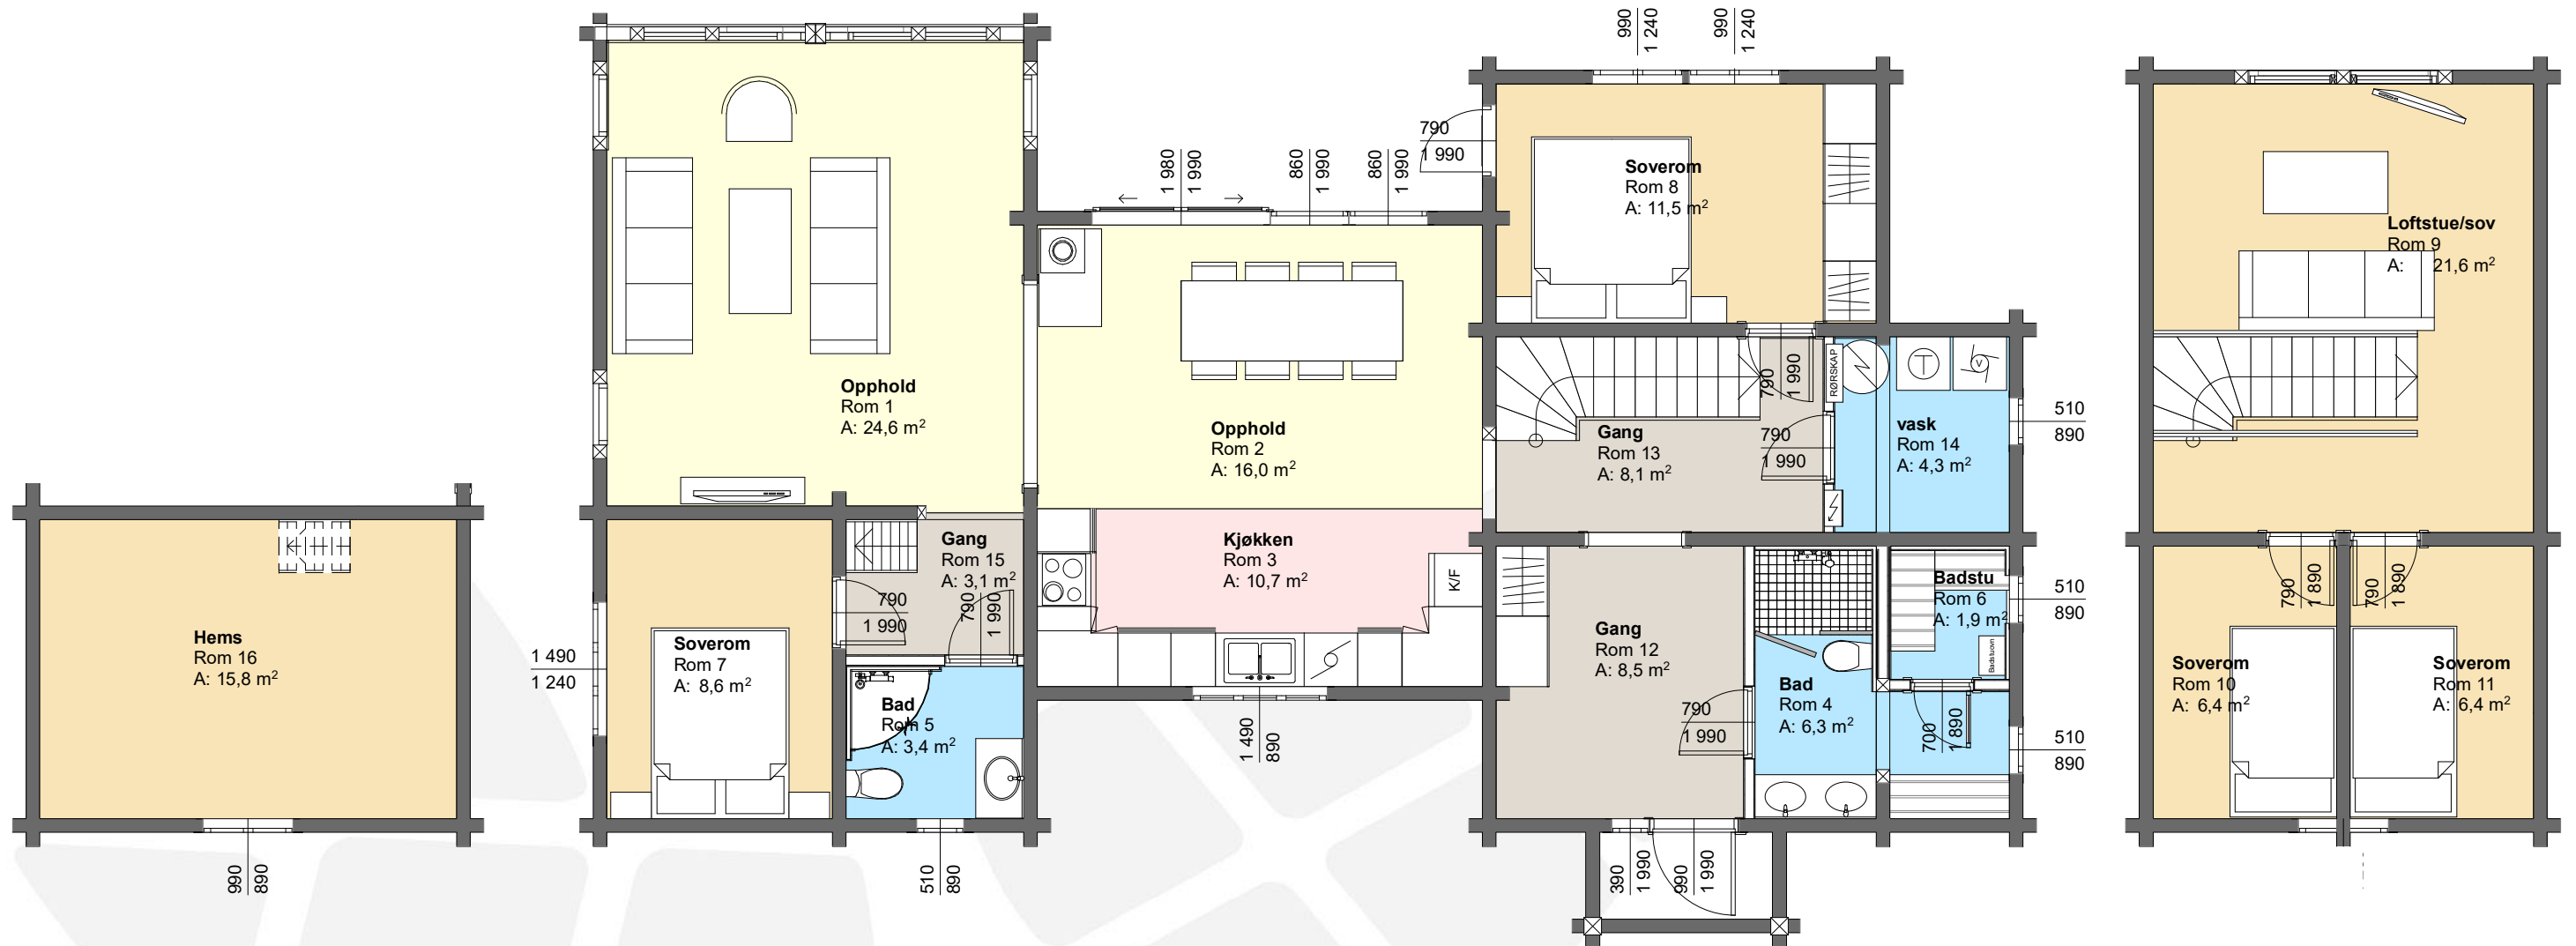 Hems
Rom 16
A: 15,8 m²
990
890
Opphold
Rom 1
A: 24,6 m²
Soverom
Rom 7
A: 8,6 m²
1 490
1 240
Gang
Rom 15
A: 3,1 m²
790
1 990
790
1 990
Bad
Rom 5
A: 3,4 m²
510
890
1 980
1 990
860
1 990
860
1 990
Opphold
Rom 2
A: 16,0 m²
Kjøkken
Rom 3
A: 10,7 m²
K/F
1 490
890
990
1 240
990
1 240
790
1 990
Soverom
Rom 8
A: 11,5 m²
790
1 990
RØRSKAP
Gang
Rom 13
A: 8,1 m²
790
1 990
vask
Rom 14
A: 4,3 m²
510
890
Gang
Rom 12
A: 8,5 m²
790
1 990
Bad
Rom 4
A: 6,3 m²
Badstu
Rom 6
A: 1,9 m²
Badstuovn
510
890
700
1 890
510
890
390
1 990
990
1 990
Loftstue/sov
Rom 9
A: 21,6 m²
790
1 890
790
1 890
Soverom
Rom 10
A: 6,4 m²
Soverom
Rom 11
A: 6,4 m²